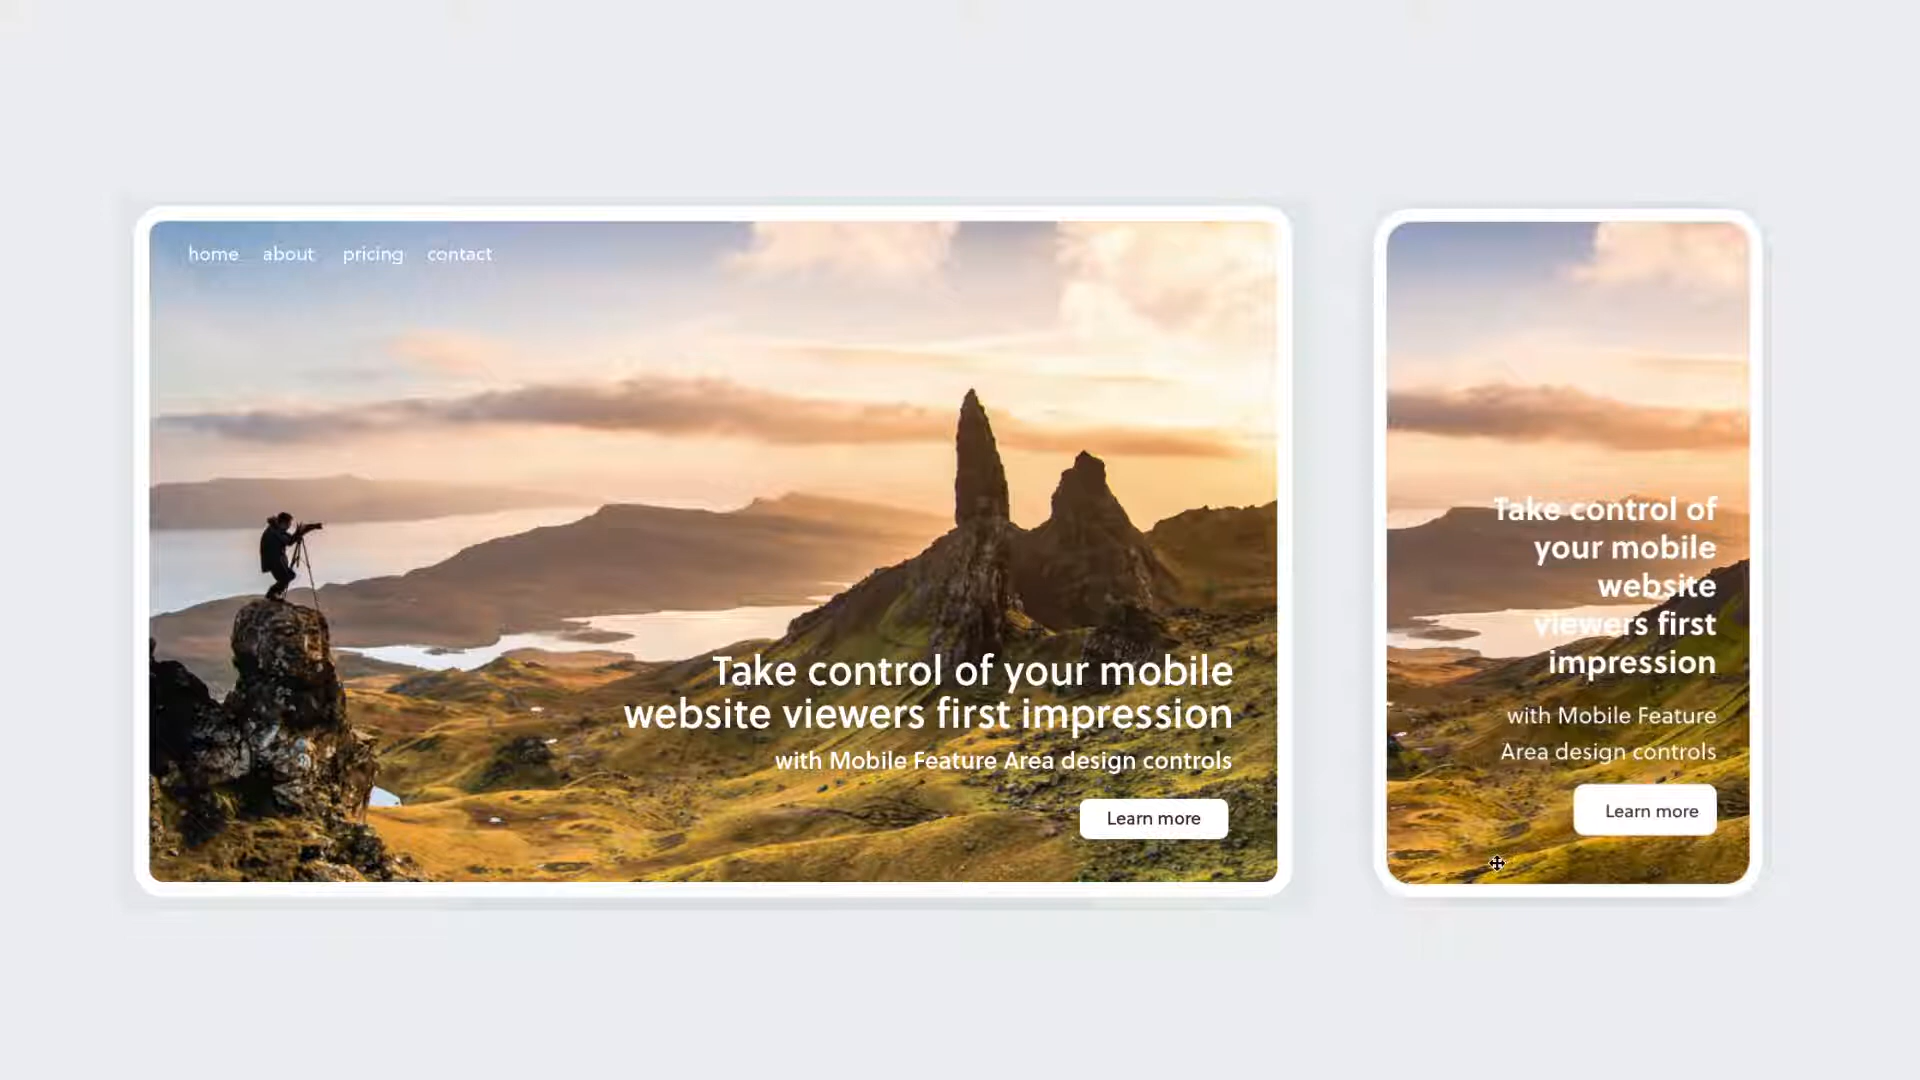 home about pricing contact
Take control of your mobile
website viewers first impression
with Mobile Feature Area design controls
Learn more
Take control of
your mobile
website
viewers first
impression
with Mobile Feature
Area design controls
Learn more